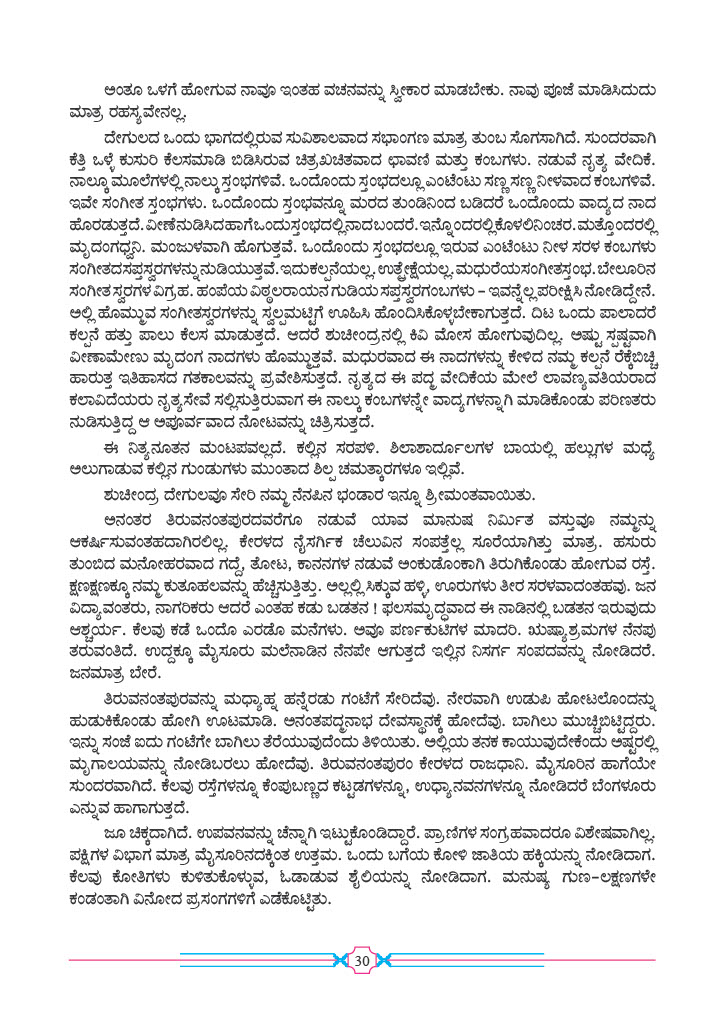 ಅಂತೂ ಒಳಗೆ ಹೋಗುವ ನಾವೂ ಇಂತಹ ವಚನವನ್ನು ಸ್ವೀಕಾರ ಮಾಡಬೇಕು. ನಾವು ಪೂಜೆ ಮಾಡಿಸಿದುದು
ಮಾತ್ರ ರಹಸ್ಯವೇನಲ್ಲ.
ದೇಗುಲದ ಒಂದು ಭಾಗದಲ್ಲಿರುವ ಸುವಿಶಾಲವಾದ ಸಭಾಂಗಣ ಮಾತ್ರ ತುಂಬ ಸೊಗಸಾಗಿದೆ. ಸುಂದರವಾಗಿ
ಕೆತ್ತಿ ಒಳ್ಳೆ ಕುಸುರಿ ಕೆಲಸಮಾಡಿ ಬಿಡಿಸಿರುವ ಚಿತ್ರಖಚಿತವಾದ ಛಾವಣಿ ಮತ್ತು ಕಂಬಗಳು. ನಡುವೆ ನೃತ್ಯ ವೇದಿಕೆ.
ನಾಲ್ಕೂ ಮೂಲೆಗಳಲ್ಲಿ ನಾಲ್ಕು ಸ್ತಂಭಗಳಿವೆ. ಒಂದೊಂದು ಸ್ತಂಭದಲ್ಲೂ ಎಂಟೆಂಟು ಸಣ್ಣ ಸಣ್ಣ ನೀಳವಾದ ಕಂಬಗಳಿವೆ.
ಇವೇ ಸಂಗೀತ ಸ್ತಂಭಗಳು. ಒಂದೊಂದು ಸ್ತಂಭವನ್ನೂ ಮರದ ತುಂಡಿನಿಂದ ಬಡಿದರೆ ಒಂದೊಂದು ವಾದ್ಯದ ನಾದ
ಹೊರಡುತ್ತದೆ. ವೀಣೆ ನುಡಿಸಿದ ಹಾಗೆ ಒಂದು ಸ್ತಂಭದಲ್ಲಿ ನಾದ ಬಂದರೆ. ಇನ್ನೊಂದರಲ್ಲಿ ಕೊಳಲಿನಿಂಚರ. ಮತ್ತೊಂದರಲ್ಲಿ
ಮೃದಂಗಧ್ವನಿ. ಮಂಜುಳವಾಗಿ ಹೊಗುತ್ತವೆ. ಒಂದೊಂದು ಸ್ತಂಭದಲ್ಲೂ ಇರುವ ಎಂಟೆಂಟು ನೀಳ ಸರಳ ಕಂಬಗಳು
ಸಂಗೀತದ ಸಪ್ತಸ್ವರಗಳನ್ನು ನುಡಿಯುತ್ತವೆ. ಇದು ಕಲ್ಪನೆಯಲ್ಲ. ಉತ್ಪ್ರೇಕ್ಷೆಯಲ್ಲ. ಮಧುರೆಯ ಸಂಗೀತಸ್ತಂಭ. ಬೇಲೂರಿನ
ಸಂಗೀತ ಸ್ವರಗಳ ವಿಗ್ರಹ. ಹಂಪೆಯ ವಿಠ್ಠಲರಾಯನ ಗುಡಿಯ ಸಪ್ತಸ್ವರಗಂಬಗಳು – ಇವನ್ನೆಲ್ಲ ಪರೀಕ್ಷಿಸಿ ನೋಡಿದ್ದೇನೆ.
ಅಲ್ಲಿ ಹೊಮ್ಮುವ ಸಂಗೀತಸ್ವರಗಳನ್ನು ಸ್ವಲ್ಪಮಟ್ಟಿಗೆ ಊಹಿಸಿ ಹೊಂದಿಸಿಕೊಳ್ಳಬೇಕಾಗುತ್ತದೆ. ದಿಟ ಒಂದು ಪಾಲಾದರೆ
ಕಲ್ಪನೆ ಹತ್ತು ಪಾಲು ಕೆಲಸ ಮಾಡುತ್ತದೆ. ಆದರೆ ಶುಚೀಂದ್ರನಲ್ಲಿ ಕಿವಿ ಮೋಸ ಹೋಗುವುದಿಲ್ಲ. ಅಷ್ಟು ಸ್ಪಷ್ಟವಾಗಿ
ವೀಣಾಮೇಣು ಮೃದಂಗ ನಾದಗಳು ಹೊಮ್ಮುತ್ತವೆ. ಮಧುರವಾದ ಈ ನಾದಗಳನ್ನು ಕೇಳಿದ ನಮ್ಮ ಕಲ್ಪನೆ ರೆಕ್ಕೆಬಿಚ್ಚಿ
ಹಾರುತ್ತ ಇತಿಹಾಸದ ಗತಕಾಲವನ್ನು ಪ್ರವೇಶಿಸುತ್ತದೆ. ನೃತ್ಯದ ಈ ಪದ್ಮ ವೇದಿಕೆಯ ಮೇಲೆ ಲಾವಣ್ಯವತಿಯರಾದ
ಕಲಾವಿದೆಯರು ನೃತ್ಯಸೇವೆ ಸಲ್ಲಿಸುತ್ತಿರುವಾಗ ಈ ನಾಲ್ಕು ಕಂಬಗಳನ್ನೇ ವಾದ್ಯಗಳನ್ನಾಗಿ ಮಾಡಿಕೊಂಡು ಪರಿಣತರು
ನುಡಿಸುತ್ತಿದ್ದ ಆ ಅಪೂರ್ವವಾದ ನೋಟವನ್ನು ಚಿತ್ರಿಸುತ್ತದೆ.
ಈ ನಿತ್ಯನೂತನ ಮಂಟಪವಲ್ಲದೆ. ಕಲ್ಲಿನ ಸರಪಳಿ. ಶಿಲಾಶಾರ್ದೂಲಗಳ ಬಾಯಲ್ಲಿ ಹಲ್ಲುಗಳ ಮಧ್ಯೆ
ಅಲುಗಾಡುವ ಕಲ್ಲಿನ ಗುಂಡುಗಳು ಮುಂತಾದ ಶಿಲ್ಪ ಚಮತ್ಕಾರಗಳೂ ಇಲ್ಲಿವೆ.
ಶುಚೀಂದ್ರ ದೇಗುಲವೂ ಸೇರಿ ನಮ್ಮ ನೆನಪಿನ ಭಂಡಾರ ಇನ್ನೂ ಶ್ರೀಮಂತವಾಯಿತು.
ಅನಂತರ ತಿರುವನಂತಪುರದವರೆಗೂ ನಡುವೆ ಯಾವ ಮಾನುಷ ನಿರ್ಮಿತ ವಸ್ತುವೂ ನಮ್ಮನ್ನು
ಆಕರ್ಷಿಸುವಂತಹದಾಗಿರಲಿಲ್ಲ. ಕೇರಳದ ನೈಸರ್ಗಿಕ ಚೆಲುವಿನ ಸಂಪತ್ತೆಲ್ಲ ಸೂರೆಯಾಗಿತ್ತು ಮಾತ್ರ. ಹಸುರು
ತುಂಬಿದ ಮನೋಹರವಾದ ಗದ್ದೆ, ತೋಟ, ಕಾನನಗಳ ನಡುವೆ ಅಂಕುಡೊಂಕಾಗಿ ತಿರುಗಿಕೊಂಡು ಹೋಗುವ ರಸ್ತೆ.
ಕ್ಷಣಕ್ಷಣಕ್ಕೂ ನಮ್ಮ ಕುತೂಹಲವನ್ನು ಹೆಚ್ಚಿಸುತ್ತಿತ್ತು. ಅಲ್ಲಲ್ಲಿ ಸಿಕ್ಕುವ ಹಳ್ಳಿ, ಊರುಗಳು ತೀರ ಸರಳವಾದಂತಹವು. ಜನ
ವಿದ್ಯಾವಂತರು, ನಾಗರಿಕರು ಆದರೆ ಎಂತಹ ಕಡು ಬಡತನ ! ಫಲಸಮೃದ್ಧವಾದ ಈ ನಾಡಿನಲ್ಲಿ ಬಡತನ ಇರುವುದು
ಆಶ್ಚರ್ಯ. ಕೆಲವು ಕಡೆ ಒಂದೊ ಎರಡೊ ಮನೆಗಳು. ಅವೂ ಪರ್ಣಕುಟಿಗಳ ಮಾದರಿ. ಋಷ್ಯಾಶ್ರಮಗಳ ನೆನಪು
ತರುವಂತಿದೆ. ಉದ್ದಕ್ಕೂ ಮೈಸೂರು ಮಲೆನಾಡಿನ ನೆನಪೇ ಆಗುತ್ತದೆ ಇಲ್ಲಿನ ನಿಸರ್ಗ ಸಂಪದವನ್ನು ನೋಡಿದರೆ.
ಜನಮಾತ್ರ ಬೇರೆ.
ತಿರುವನಂತಪುರವನ್ನು ಮಧ್ಯಾಹ್ನ ಹನ್ನೆರಡು ಗಂಟೆಗೆ ಸೇರಿದೆವು. ನೇರವಾಗಿ ಉಡುಪಿ ಹೋಟಲೊಂದನ್ನು
ಹುಡುಕಿಕೊಂಡು ಹೋಗಿ ಊಟಮಾಡಿ. ಅನಂತಪದ್ಮನಾಭ ದೇವಸ್ಥಾನಕ್ಕೆ ಹೋದೆವು. ಬಾಗಿಲು ಮುಚ್ಚಿಬಿಟ್ಟಿದ್ದರು.
ಇನ್ನು ಸಂಜೆ ಐದು ಗಂಟೆಗೇ ಬಾಗಿಲು ತೆರೆಯುವುದೆಂದು ತಿಳಿಯಿತು. ಅಲ್ಲಿಯ ತನಕ ಕಾಯುವುದೇಕೆಂದು ಅಷ್ಟರಲ್ಲಿ
ಮೃಗಾಲಯವನ್ನು ನೋಡಿಬರಲು ಹೋದೆವು. ತಿರುವನಂತಪುರಂ ಕೇರಳದ ರಾಜಧಾನಿ. ಮೈಸೂರಿನ ಹಾಗೆಯೇ
ಸುಂದರವಾಗಿದೆ. ಕೆಲವು ರಸ್ತೆಗಳನ್ನೂ ಕೆಂಪುಬಣ್ಣದ ಕಟ್ಟಡಗಳನ್ನೂ, ಉಧ್ಯಾನವನಗಳನ್ನೂ ನೋಡಿದರೆ ಬೆಂಗಳೂರು
ಎನ್ನುವ ಹಾಗಾಗುತ್ತದೆ.
ಜೂ ಚಿಕ್ಕದಾಗಿದೆ. ಉಪವನವನ್ನು ಚೆನ್ನಾಗಿ ಇಟ್ಟುಕೊಂಡಿದ್ದಾರೆ. ಪ್ರಾಣಿಗಳ ಸಂಗ್ರಹವಾದರೂ ವಿಶೇಷವಾಗಿಲ್ಲ.
ಪಕ್ಷಿಗಳ ವಿಭಾಗ ಮಾತ್ರ ಮೈಸೂರಿನದಕ್ಕಿಂತ ಉತ್ತಮ. ಒಂದು ಬಗೆಯ ಕೋಳಿ ಜಾತಿಯ ಹಕ್ಕಿಯನ್ನು ನೋಡಿದಾಗ.
ಕೆಲವು ಕೋತಿಗಳು ಕುಳಿತುಕೊಳ್ಳುವ, ಓಡಾಡುವ ಶೈಲಿಯನ್ನು ನೋಡಿದಾಗ. ಮನುಷ್ಯ ಗುಣ–ಲಕ್ಷಣಗಳೇ
ಕಂಡಂತಾಗಿ ವಿನೋದ ಪ್ರಸಂಗಗಳಿಗೆ ಎಡೆಕೊಟ್ಟಿತು.
30